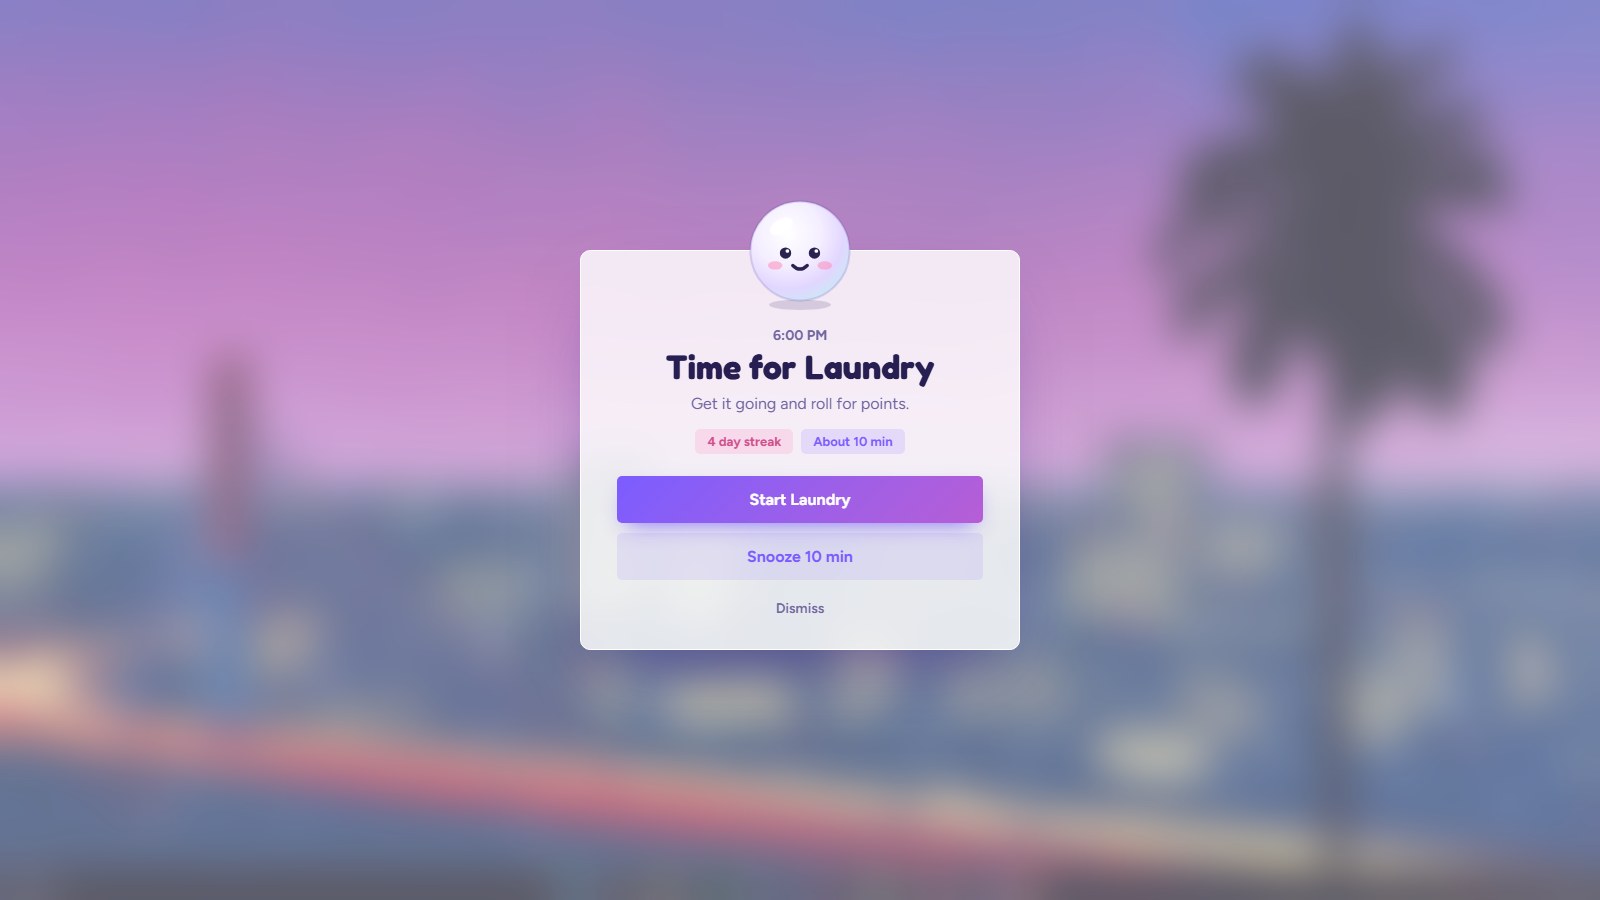 6:00 PM
Time for Laundry
Get it going and roll for points.
4 day streak
About 10 min
Start Laundry
Snooze 10 min
Dismiss